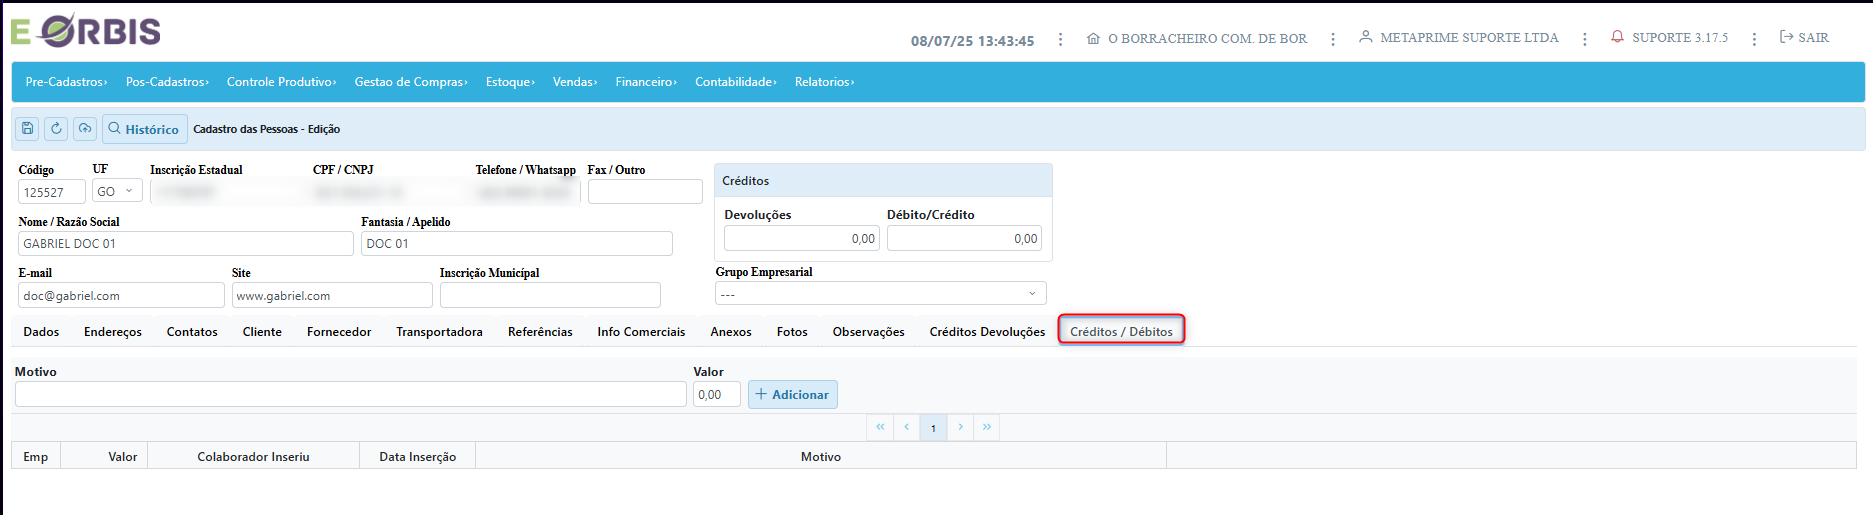 E ORBIS
08/07/25 13:43:45 O BORRACHEIRO COM. DE BOR METAPRIME SUPORTE LTDA SUPORTE 3.17.5 SAIR
Pre-Cadastros Pos-Cadastros Controle Produtivo Gestao de Compras Estoque Vendas Financeiro Contabilidade Relatorios
Histórico Cadastro das Pessoas - Edição
Código UF Inscrição Estadual CPF / CNPJ Telefone / Whatsapp Fax / Outro
Créditos
125527 GO
Devoluções Débito/Crédito
Nome / Razão Social Fantasia / Apelido
0,00 0,00
GABRIEL DOC 01 DOC 01
E-mail Site Inscrição Municípal Grupo Empresarial
doc@gabriel.com www.gabriel.com ---
Dados Endereços Contatos Cliente Fornecedor Transportadora Referências Info Comerciais Anexos Fotos Observações Créditos Devoluções Créditos / Débitos
Motivo Valor
0,00 Adicionar
1
Emp Valor Colaborador Inseriu Data Inserção Motivo